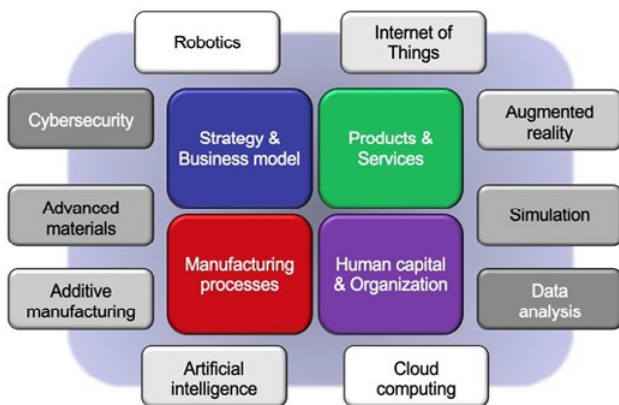 Robotics
Internet of
Things
Cybersecurity
Strategy &
Business model
Products &
Services
Augmented
reality
Advanced
materials
Simulation
Manufacturing
processes
Human capital
& Organization
Additive
manufacturing
Data
analysis
Artificial
intelligence
Cloud
computing